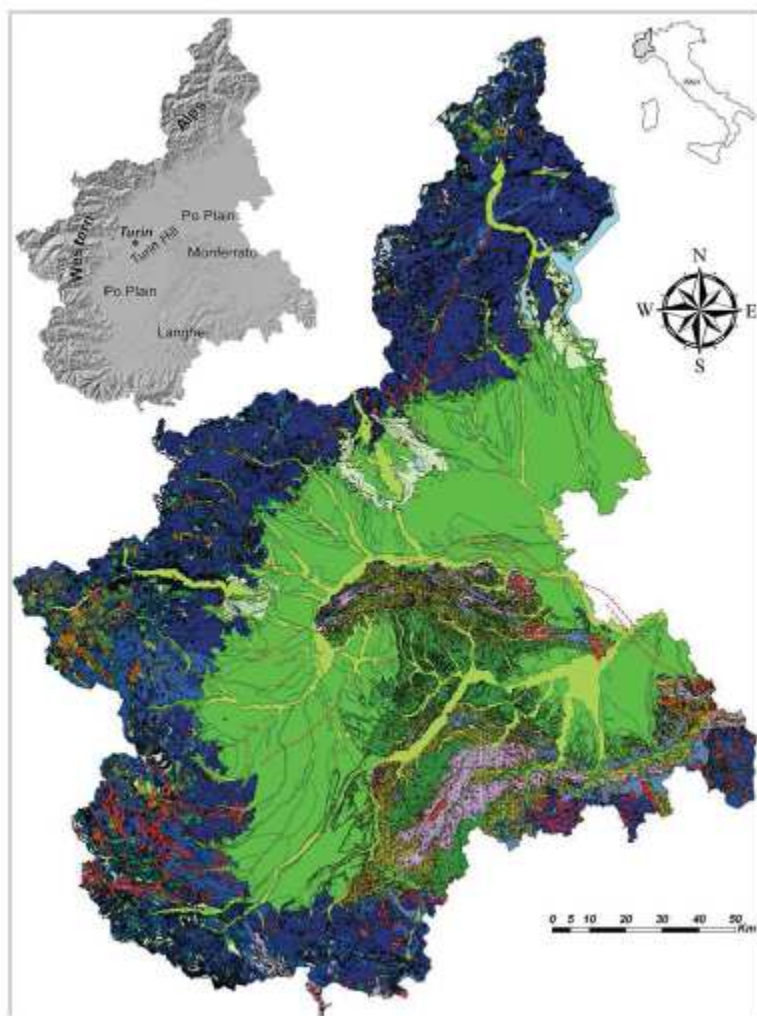 Alps
Western
Turin
Turin Hill
Po Plain
Monferrato
Po Plain
Langhe
N
W E
S
0 5 10 20 30 40 50
Km